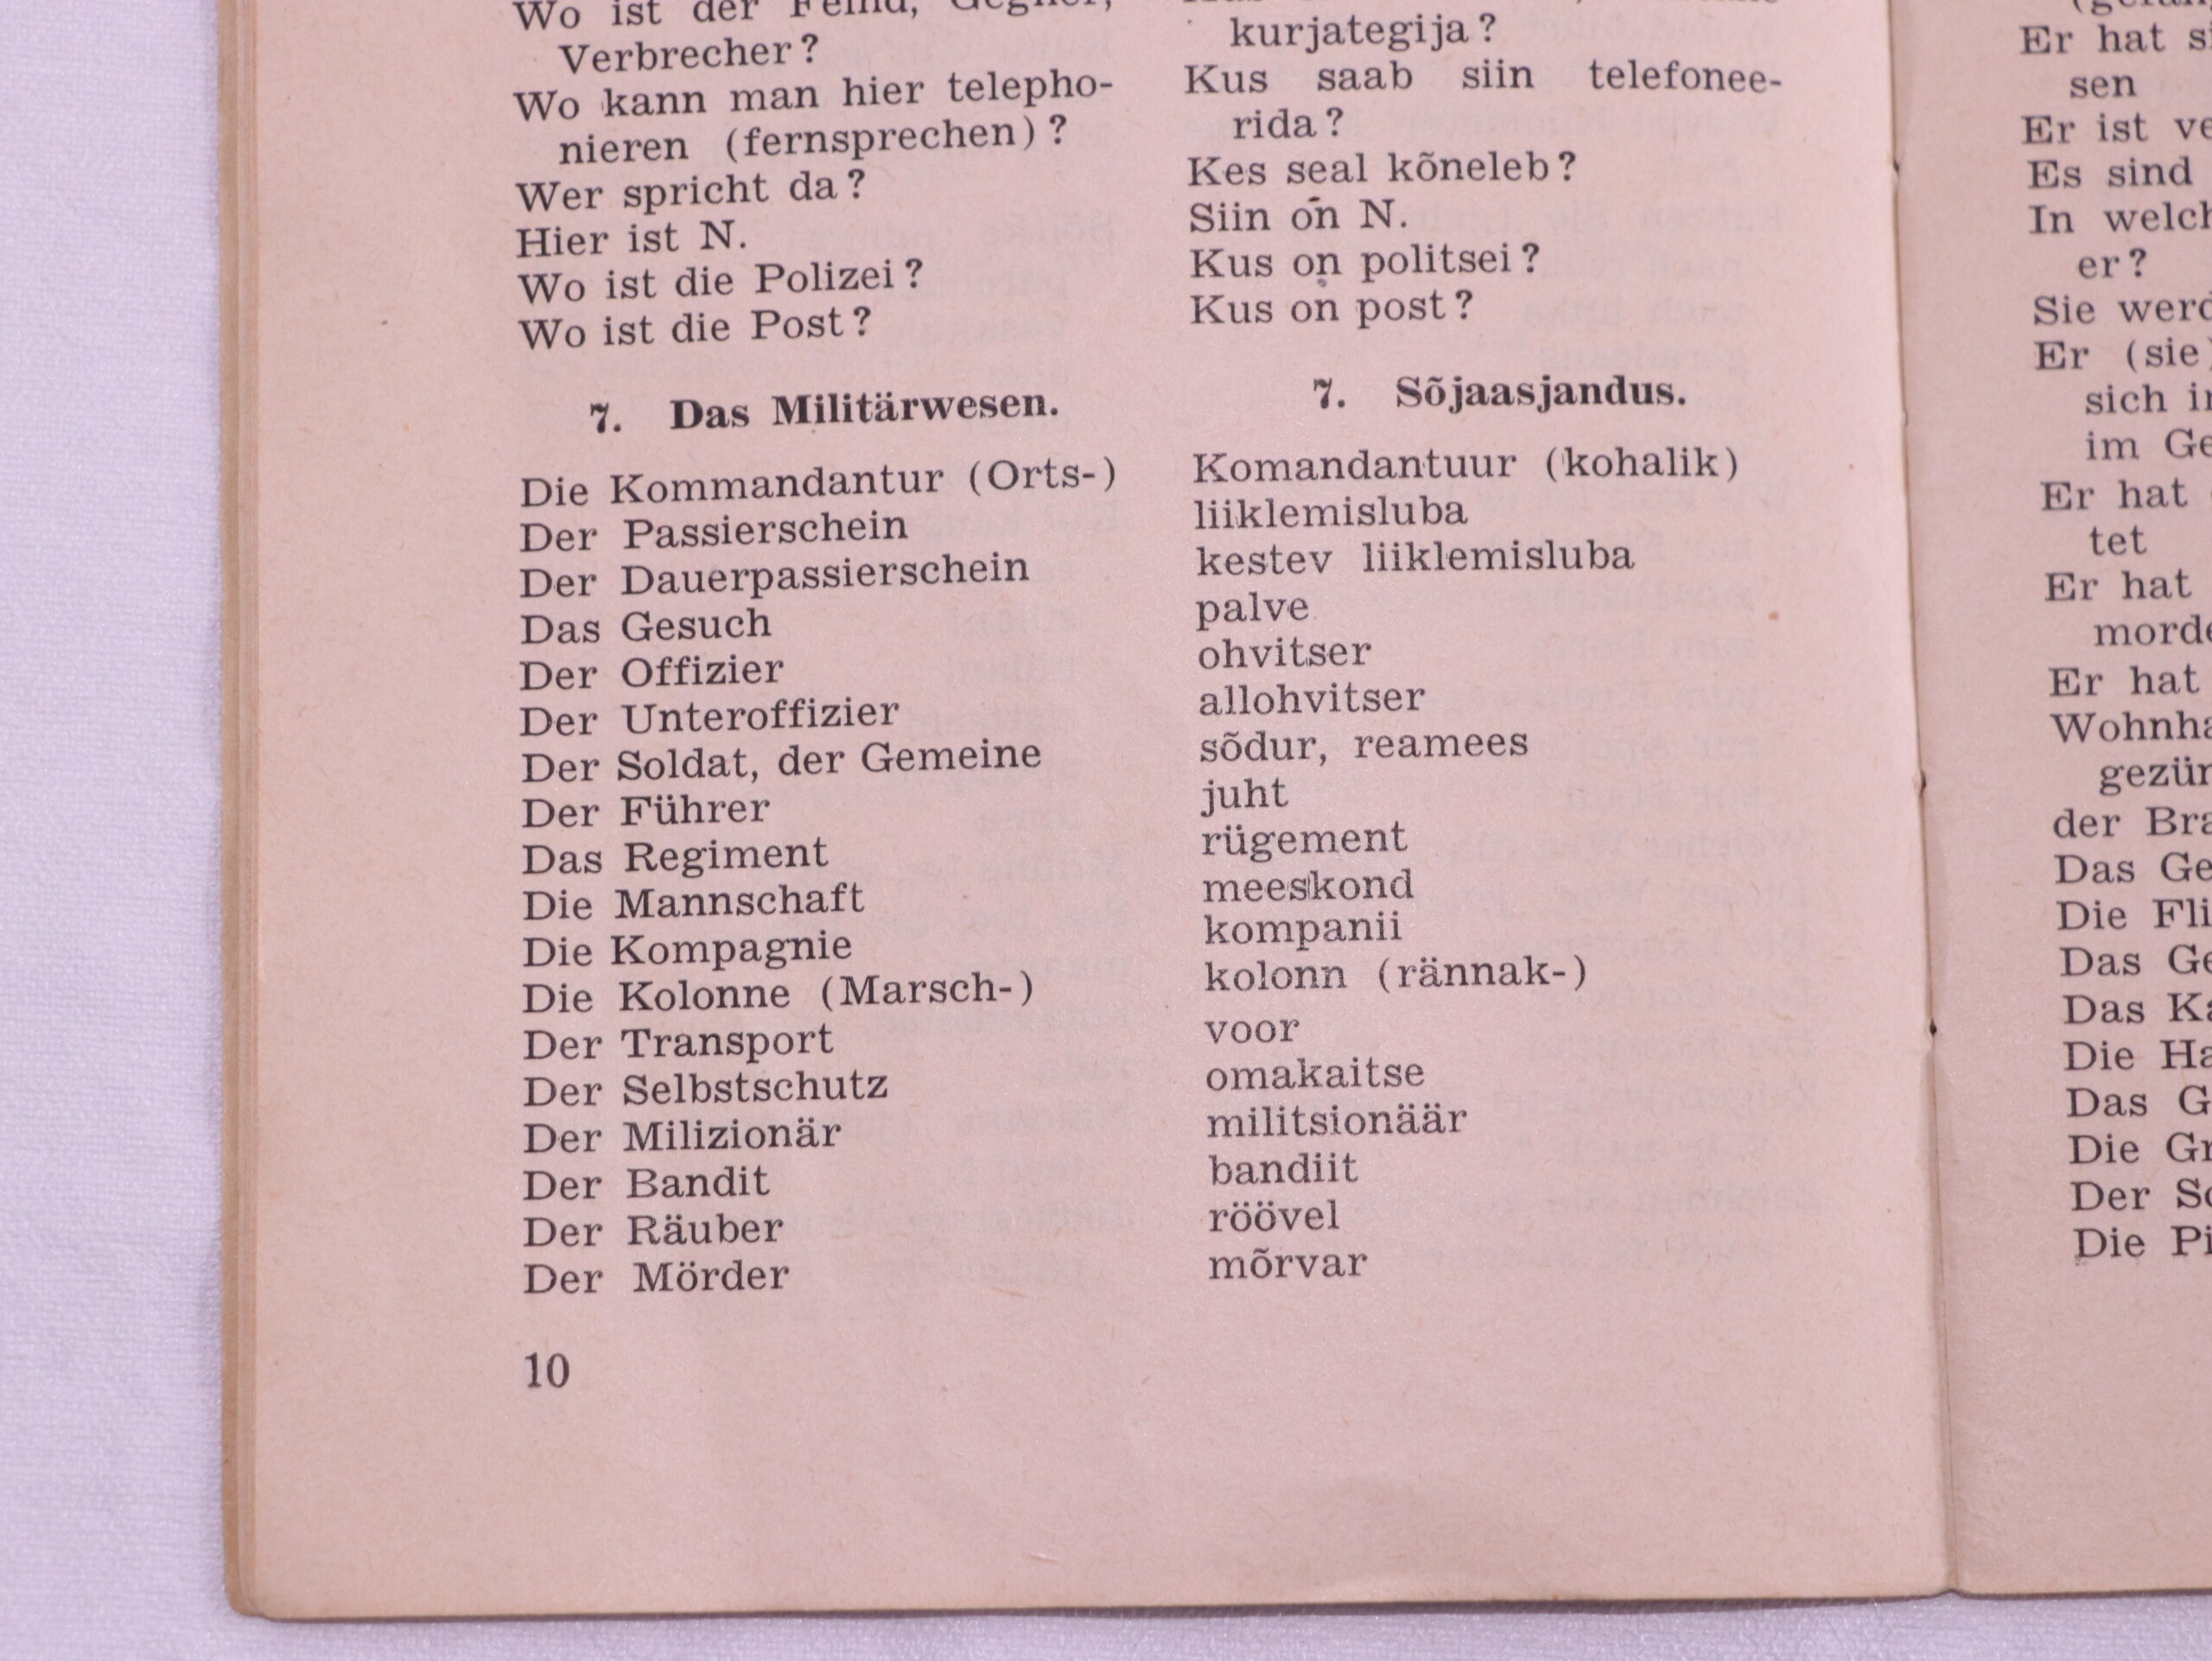 Wo ist der Feind, Gegner,
Verbrecher?
Wo kann man hier telepho-
nieren (fernsprechen)?
Wer spricht da?
Hier ist N.
Wo ist die Polizei?
Wo ist die Post?
7. Das Militärwesen.
Die Kommandantur (Orts-)
Der Passierschein
Der Dauerpassierschein
Das Gesuch
Der Offizier
Der Unteroffizier
Der Soldat, der Gemeine
Der Führer
Das Regiment
Die Mannschaft
Die Kompagnie
Die Kolonne (Marsch-)
Der Transport
Der Selbstschutz
Der Milizionär
Der Bandit
Der Räuber
Der Mörder
10
kurjategija?
Kus saab siin telefonee-
rida?
Kes seal kõneleb?
Siin on N.
Kus on politsei?
Kus on post?
7. Sõjaasjandus.
Komandantuur (kohalik)
liiklemisluba
kestev liiklemisluba
palve
ohvitser
allohvitser
sõdur, reamees
juht
rügement
meeskond
kompanii
kolonn (rännak-)
voor
omakaitse
militsionäär
bandiit
röövel
mõrvar
Er hat
sen
Er ist
Es sind
In
er?
Sie
Er (sie)
sich
im
Er hat
tet
Er hat
Er hat
der
Das
Die
Das
Das
Die
Das
Die
Der
Die